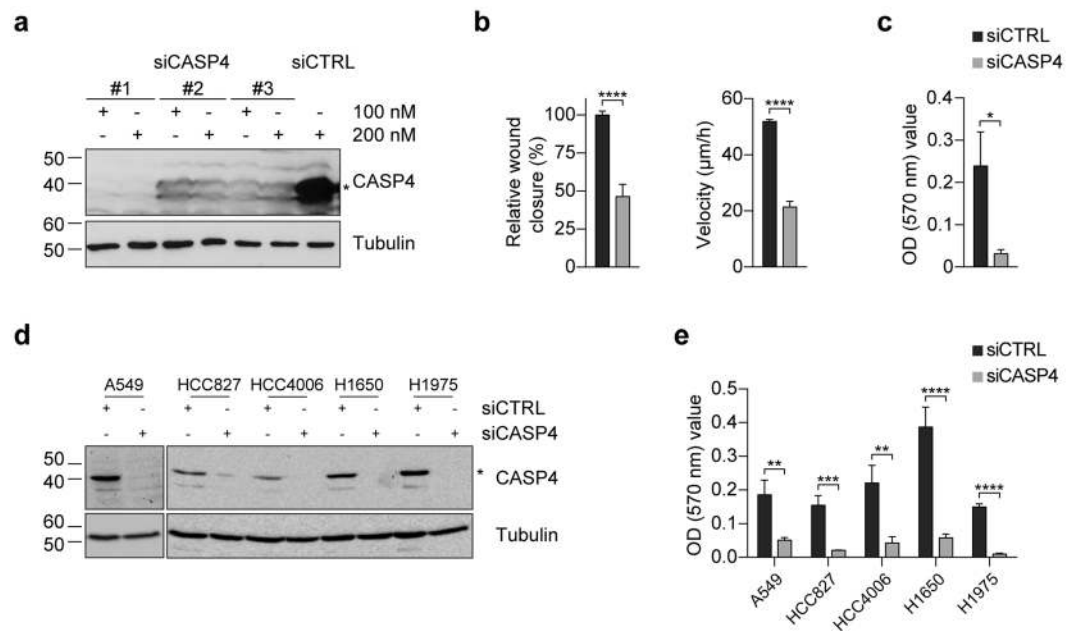 a
siCASP4 siCTRL
#1 #2 #3
+ - + - + - - 100 nM
- + - + - + + 200 nM
50
40
* CASP4
60
50
Tubulin
b
Relative wound closure (%)
100
75
50
25
0
****
Velocity (µm/h)
60
40
20
0
****
c
siCTRL
siCASP4
OD (570 nm) value
0.4
0.3
0.2
0.1
0
*
d
A549 HCC827 HCC4006 H1650 H1975
+ - + - + - + - + - siCTRL
- + - + - + - + - + siCASP4
50
40
* CASP4
60
50
Tubulin
e
siCTRL
siCASP4
OD (570 nm) value
0.5
0.4
0.3
0.2
0.1
0.0
** *** ** **** ****
A549 HCC827 HCC4006 H1650 H1975